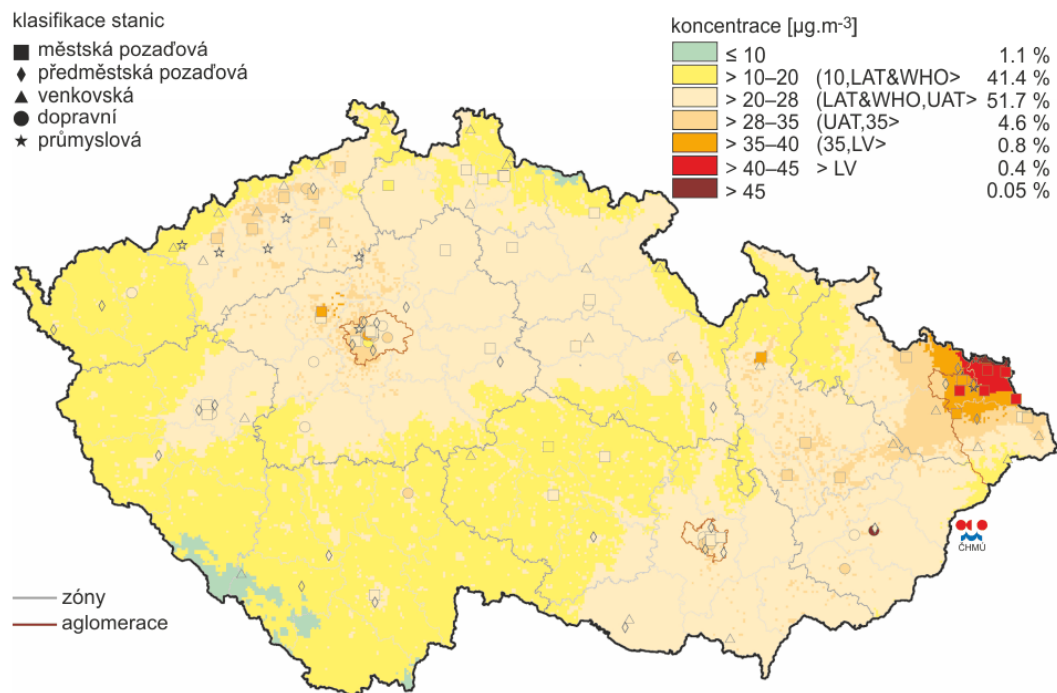 klasifikace stanic
městská pozaďová
předměstská pozaďová
venkovská
dopravní
průmyslová
koncentrace [µg.m-3]
≤ 10 1.1 %
> 10–20 (10,LAT&WHO> 41.4 %
> 20–28 (LAT&WHO,UAT> 51.7 %
> 28–35 (UAT,35> 4.6 %
> 35–40 (35,LV> 0.8 %
> 40–45 > LV 0.4 %
> 45 0.05 %
ČHMÚ
zóny
aglomerace